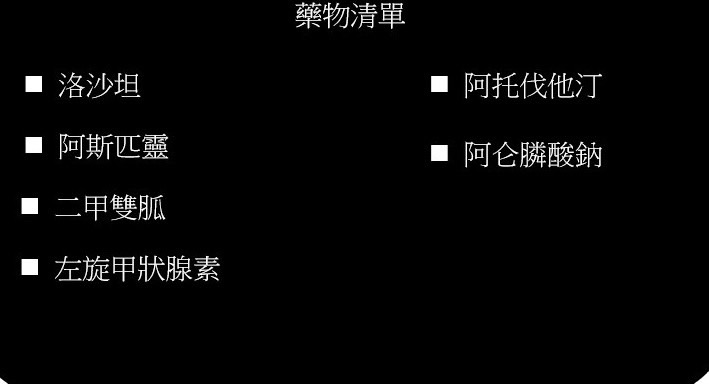 藥物清單
洛沙坦
阿斯匹靈
二甲雙胍
左旋甲狀腺素
阿托伐他汀
阿仑膦酸鈉